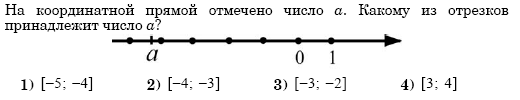 На координатной прямой отмечено число a. Какому из отрезков
принадлежит число a?
a 0 1
1) [−5; −4] 2) [−4; −3] 3) [−3; −2] 4) [3; 4]